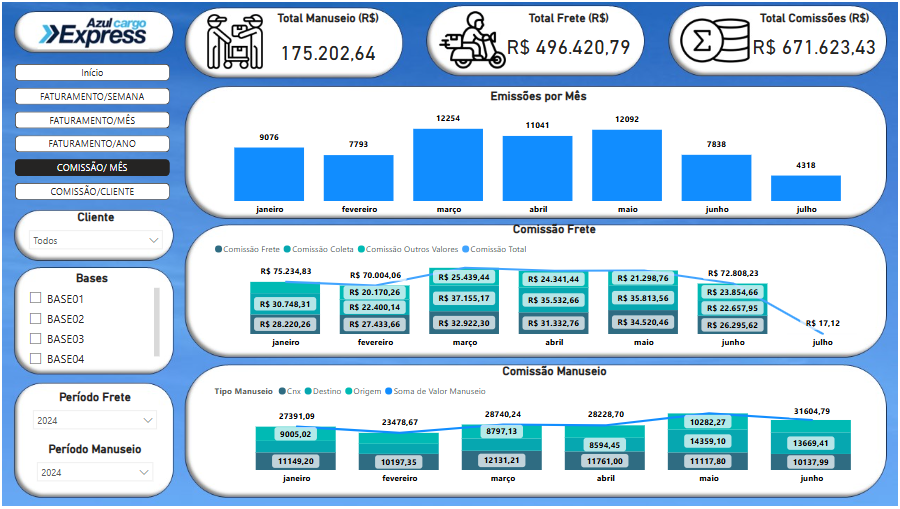 Azul cargo
Express
Início
FATURAMENTO/SEMANA
FATURAMENTO/MÊS
FATURAMENTO/ANO
COMISSÃO/ MÊS
COMISSÃO/CLIENTE
Cliente
Todos
Bases
BASE01
BASE02
BASE03
BASE04
Período Frete
2024
Período Manuseio
2024
Total Manuseio (R$)
175.202,64
Total Frete (R$)
R$ 496.420,79
Total Comissões (R$)
R$ 671.623,43
Emissões por Mês
9076 7793 12254 11041 12092 7838 4318
janeiro fevereiro março abril maio junho julho
Comissão Frete
Comissão Frete Comissão Coleta Comissão Outros Valores Comissão Total
R$ 75.234,83 R$ 70.004,06 R$ 72.808,23 R$ 17,12
R$ 20.170,26 R$ 25.439,44 R$ 24.341,44 R$ 21.298,76 R$ 23.854,66
R$ 30.748,31 R$ 22.400,14 R$ 37.155,17 R$ 35.532,66 R$ 35.813,56 R$ 22.657,95
R$ 28.220,26 R$ 27.433,66 R$ 32.922,30 R$ 31.332,76 R$ 34.520,46 R$ 26.295,62
janeiro fevereiro março abril maio junho julho
Comissão Manuseio
Tipo Manuseio Cnx Destino Origem Soma de Valor Manuseio
27391,09 23478,67 28740,24 28228,70 31604,79
9005,02 8797,13 8594,45 10282,27 13669,41
14359,10
11149,20 10197,35 12131,21 11761,00 11117,80 10137,99
janeiro fevereiro março abril maio junho